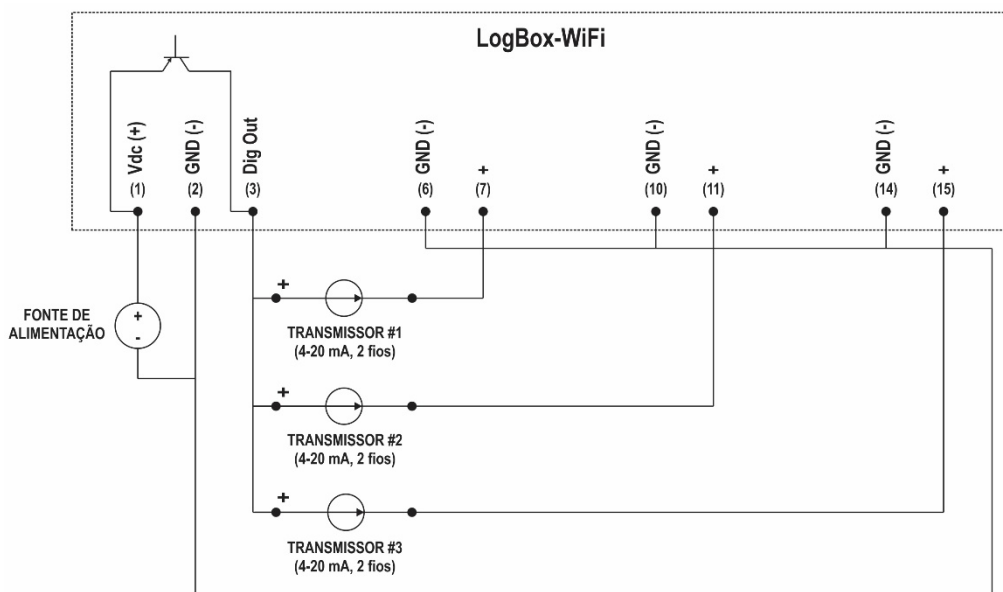 LogBox-WiFi
Vdc (+)
(1)
GND (-)
(2)
Dig Out
(3)
GND (-)
(6)
+
(7)
GND (-)
(10)
+
(11)
GND (-)
(14)
+
(15)
FONTE DE
ALIMENTAÇÃO
+
-
+
TRANSMISSOR #1
(4-20 mA, 2 fios)
+
TRANSMISSOR #2
(4-20 mA, 2 fios)
+
TRANSMISSOR #3
(4-20 mA, 2 fios)